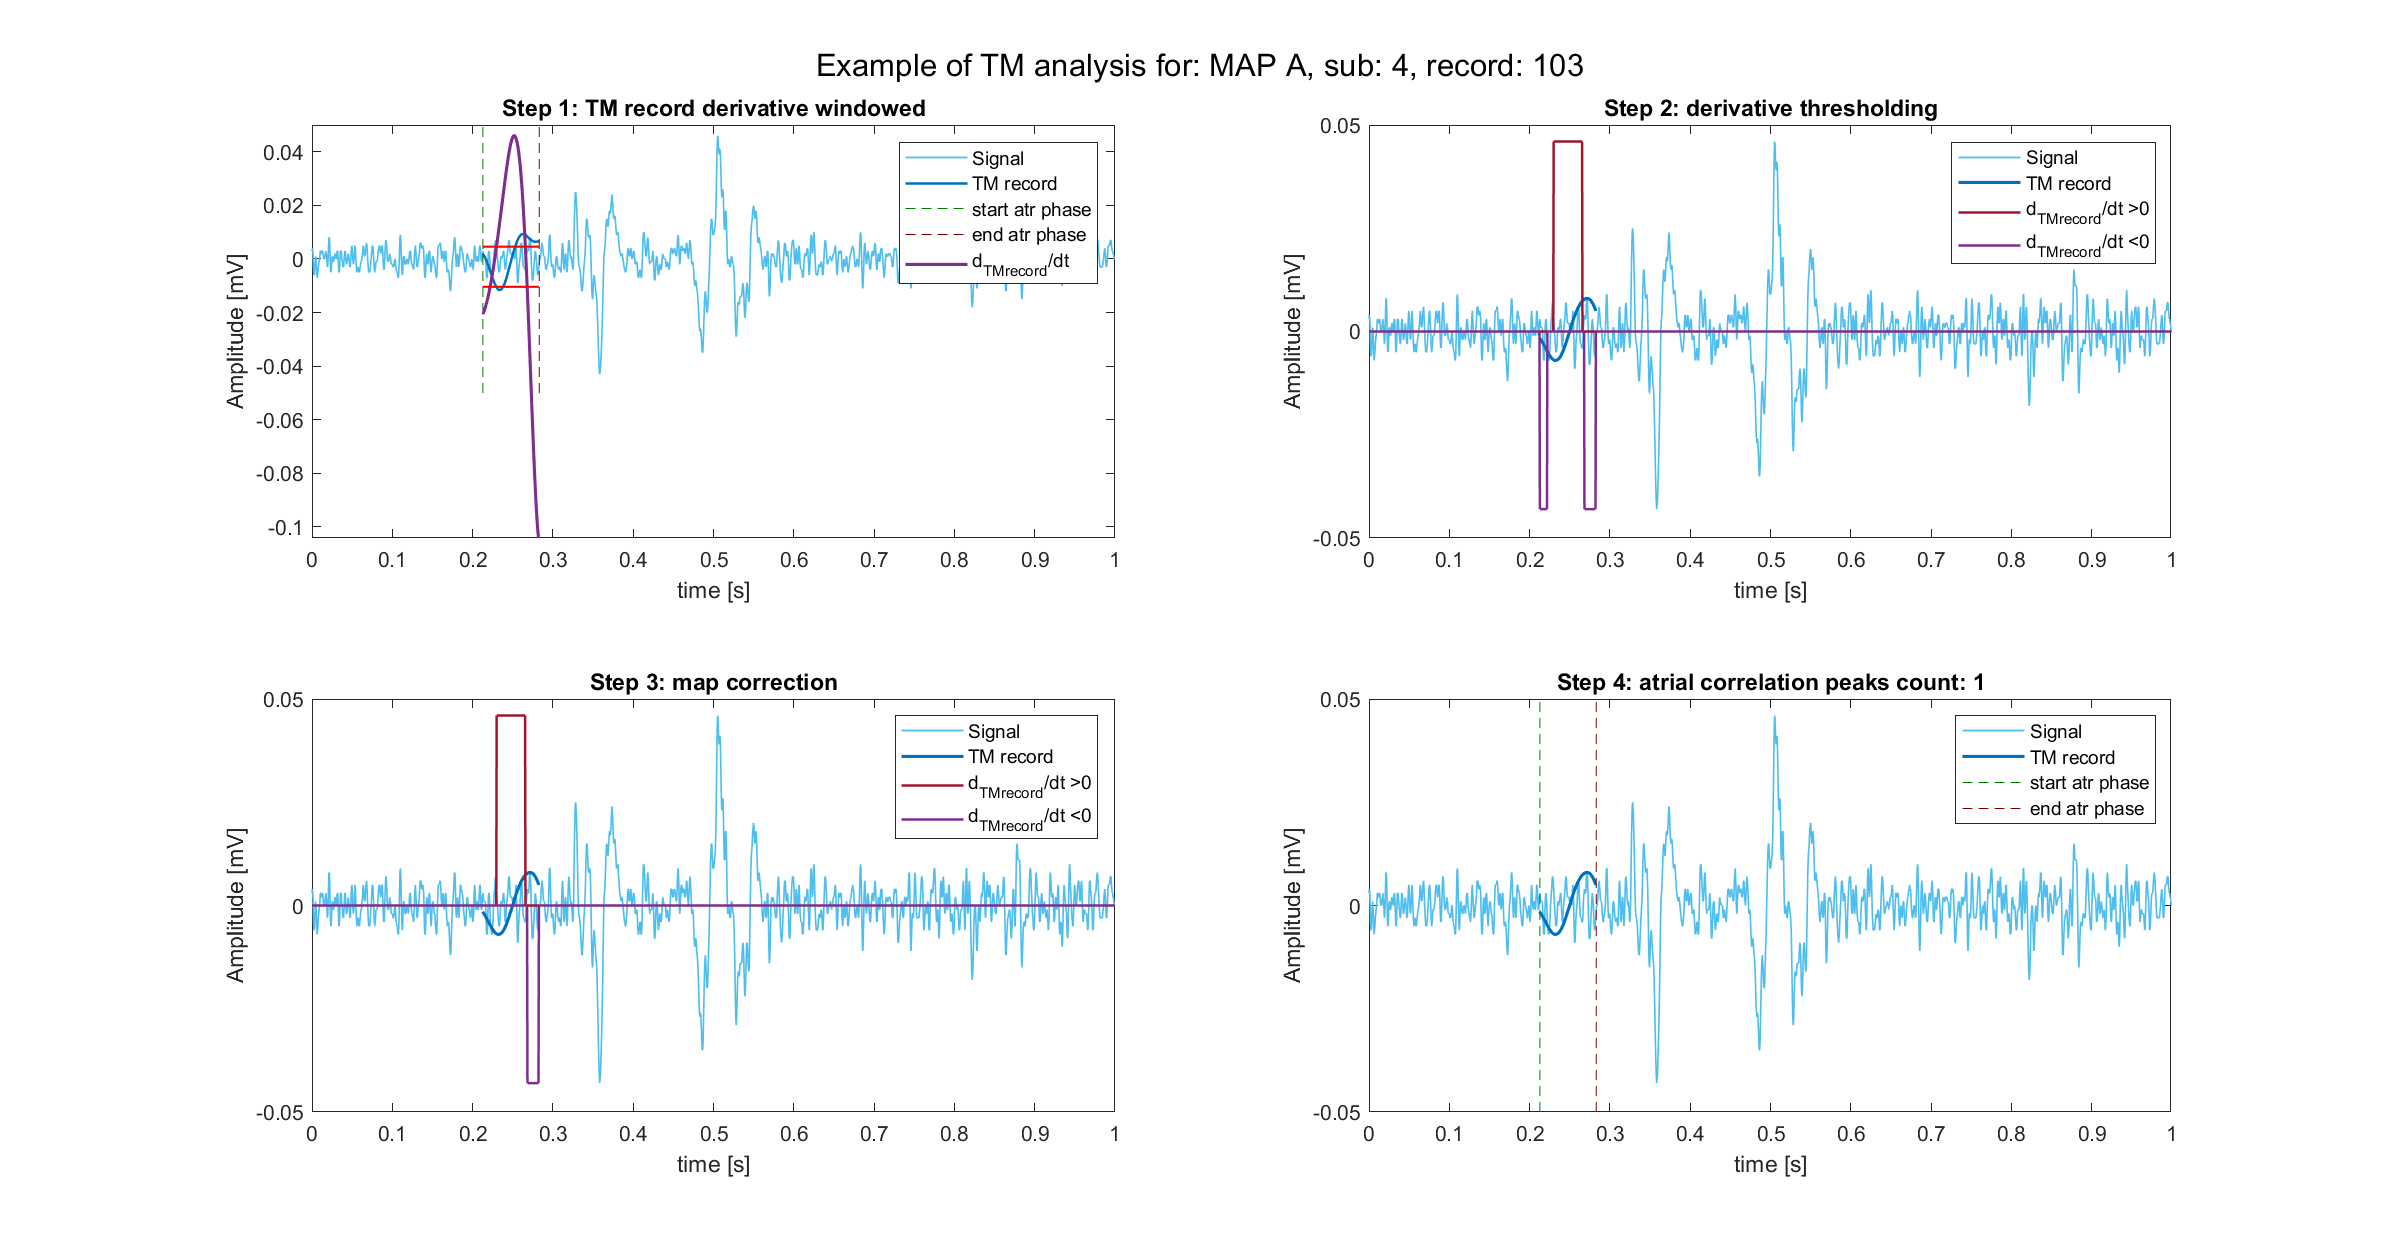 Example of TM analysis for: MAP A, sub: 4, record: 103
Step 1: TM record derivative windowed
Amplitude [mV]
0.04
0.02
0
-0.02
-0.04
-0.06
-0.08
-0.1
Signal
TM record
start atr phase
end atr phase
dTMrecord/dt
0 0.1 0.2 0.3 0.4 0.5 0.6 0.7 0.8 0.9 1
time [s]
Step 2: derivative thresholding
Amplitude [mV]
0.05
0
-0.05
Signal
TM record
dTMrecord/dt >0
dTMrecord/dt <0
0 0.1 0.2 0.3 0.4 0.5 0.6 0.7 0.8 0.9 1
time [s]
Step 3: map correction
Amplitude [mV]
0.05
0
-0.05
Signal
TM record
dTMrecord/dt >0
dTMrecord/dt <0
0 0.1 0.2 0.3 0.4 0.5 0.6 0.7 0.8 0.9 1
time [s]
Step 4: atrial correlation peaks count: 1
Amplitude [mV]
0.05
0
-0.05
Signal
TM record
start atr phase
end atr phase
0 0.1 0.2 0.3 0.4 0.5 0.6 0.7 0.8 0.9 1
time [s]